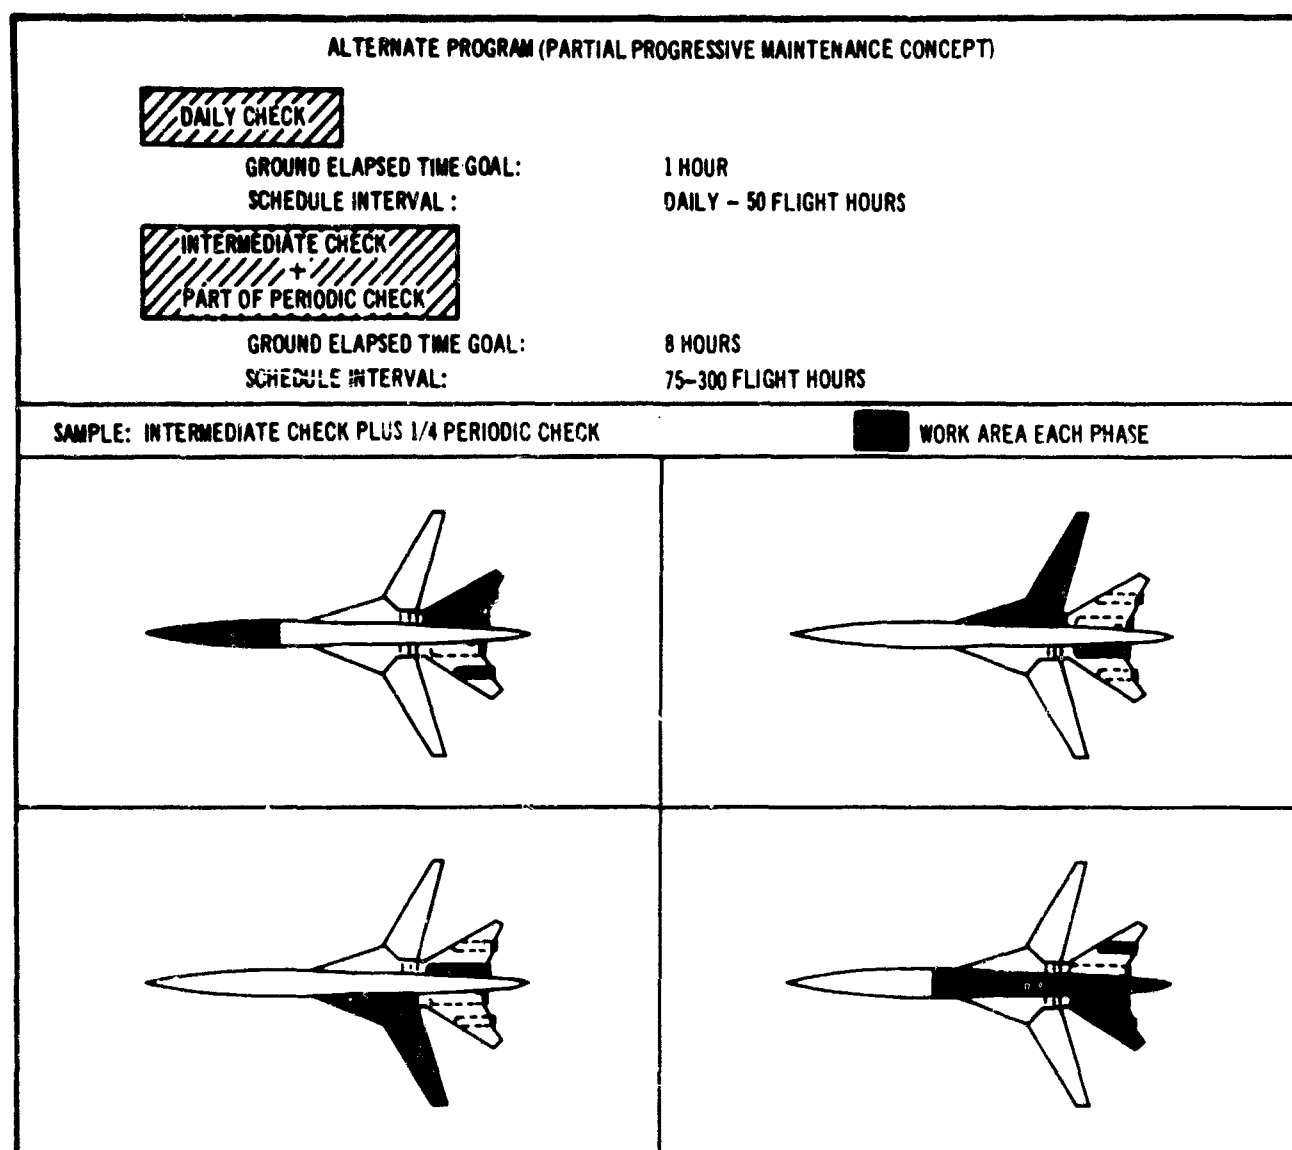 ALTERNATE PROGRAM (PARTIAL PROGRESSIVE MAINTENANCE CONCEPT)
DAILY CHECK
GROUND ELAPSED TIME GOAL: 1 HOUR
SCHEDULE INTERVAL: DAILY - 50 FLIGHT HOURS
INTERMEDIATE CHECK
+
PART OF PERIODIC CHECK
GROUND ELAPSED TIME GOAL: 8 HOURS
SCHEDULE INTERVAL: 75-300 FLIGHT HOURS
SAMPLE: INTERMEDIATE CHECK PLUS 1/4 PERIODIC CHECK
WORK AREA EACH PHASE